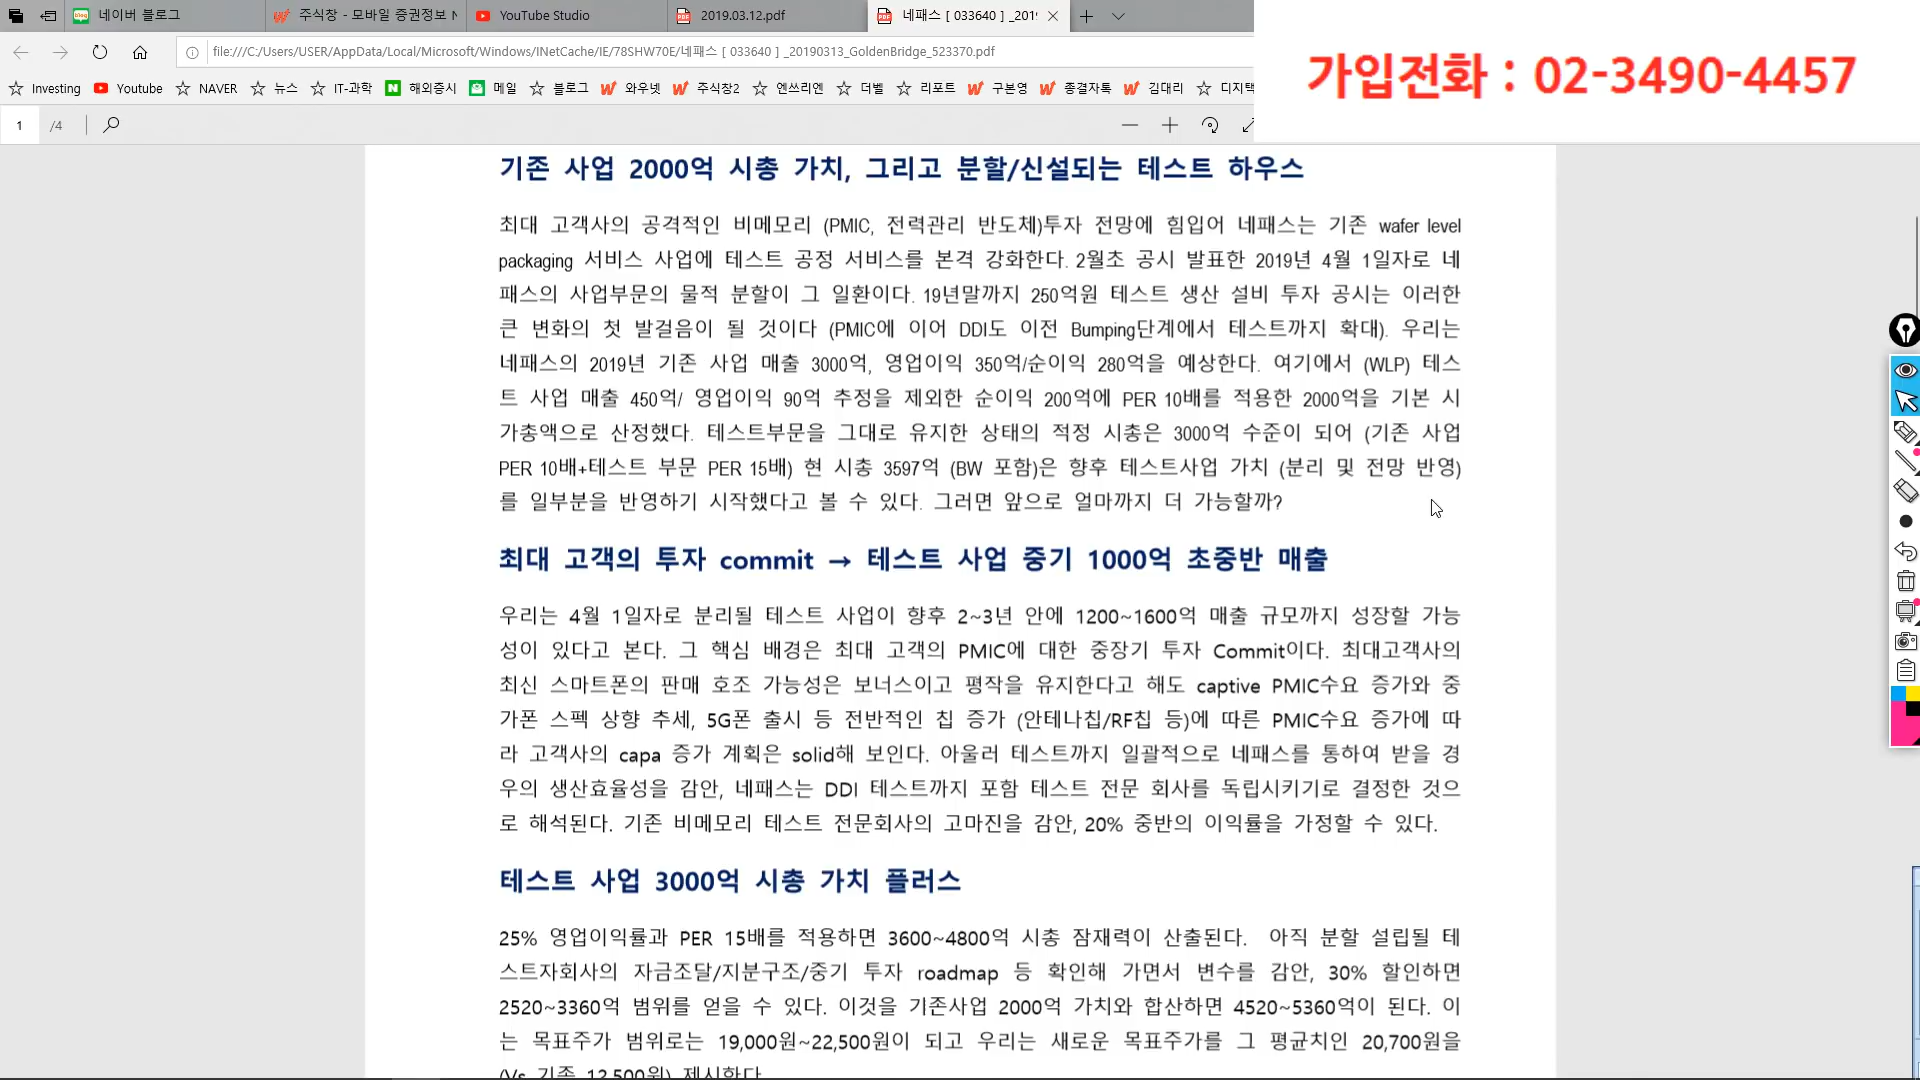 네이버 블로그
주식창 - 모바일 증권정보 N
YouTube Studio
2019.03.12.pdf
네패스 [ 033640 ] _201
file:///C:/Users/USER/AppData/Local/Microsoft/Windows/INetCache/IE/78SHW70E/네패스 [ 033640 ] _20190313_GoldenBridge_523370.pdf
가입전화 : 02-3490-4457
Investing Youtube NAVER 뉴스 IT-과학 해외증시 메일 블로그 와우넷 주식창2 엔쓰리엔 더벨 리포트 구본영 종결자톡 김대리 디지택
1 /4
기존 사업 2000억 시총 가치, 그리고 분할/신설되는 테스트 하우스
최대 고객사의 공격적인 비메모리 (PMIC, 전력관리 반도체)투자 전망에 힘입어 네패스는 기존 wafer level
packaging 서비스 사업에 테스트 공정 서비스를 본격 강화한다. 2월초 공시 발표한 2019년 4월 1일자로 네
패스의 사업부문의 물적 분할이 그 일환이다. 19년말까지 250억원 테스트 생산 설비 투자 공시는 이러한
큰 변화의 첫 발걸음이 될 것이다 (PMIC에 이어 DDI도 이전 Bumping단계에서 테스트까지 확대). 우리는
네패스의 2019년 기존 사업 매출 3000억, 영업이익 350억/순이익 280억을 예상한다. 여기에서 (WLP) 테스
트 사업 매출 450억/ 영업이익 90억 추정을 제외한 순이익 200억에 PER 10배를 적용한 2000억을 기본 시
가총액으로 산정했다. 테스트부문을 그대로 유지한 상태의 적정 시총은 3000억 수준이 되어 (기존 사업
PER 10배+테스트 부문 PER 15배) 현 시총 3597억 (BW 포함)은 향후 테스트사업 가치 (분리 및 전망 반영)
를 일부분을 반영하기 시작했다고 볼 수 있다. 그러면 앞으로 얼마까지 더 가능할까?
최대 고객의 투자 commit → 테스트 사업 중기 1000억 초중반 매출
우리는 4월 1일자로 분리될 테스트 사업이 향후 2~3년 안에 1200~1600억 매출 규모까지 성장할 가능
성이 있다고 본다. 그 핵심 배경은 최대 고객의 PMIC에 대한 중장기 투자 Commit이다. 최대고객사의
최신 스마트폰의 판매 호조 가능성은 보너스이고 평작을 유지한다고 해도 captive PMIC수요 증가와 중
가폰 스펙 상향 추세, 5G폰 출시 등 전반적인 칩 증가 (안테나칩/RF칩 등)에 따른 PMIC수요 증가에 따
라 고객사의 capa 증가 계획은 solid해 보인다. 아울러 테스트까지 일괄적으로 네패스를 통하여 받을 경
우의 생산효율성을 감안, 네패스는 DDI 테스트까지 포함 테스트 전문 회사를 독립시키기로 결정한 것으
로 해석된다. 기존 비메모리 테스트 전문회사의 고마진을 감안, 20% 중반의 이익률을 가정할 수 있다.
테스트 사업 3000억 시총 가치 플러스
25% 영업이익률과 PER 15배를 적용하면 3600~4800억 시총 잠재력이 산출된다. 아직 분할 설립될 테
스트자회사의 자금조달/지분구조/중기 투자 roadmap 등 확인해 가면서 변수를 감안, 30% 할인하면
2520~3360억 범위를 얻을 수 있다. 이것을 기존사업 2000억 가치와 합산하면 4520~5360억이 된다. 이
는 목표주가 범위로는 19,000원~22,500원이 되고 우리는 새로운 목표주가를 그 평균치인 20,700원을
(Vs 기존 12,500원) 제시한다